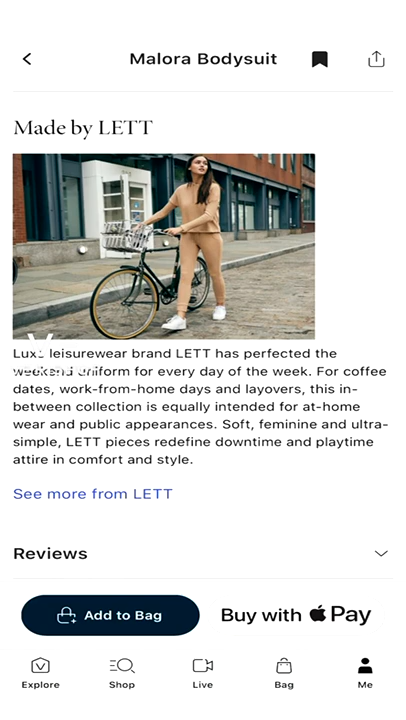 Malora Bodysuit
Made by LETT
Luxe leisurewear brand LETT has perfected the
weekend uniform for every day of the week. For coffee
dates, work-from-home days and layovers, this in-
between collection is equally intended for at-home
wear and public appearances. Soft, feminine and ultra-
simple, LETT pieces redefine downtime and playtime
attire in comfort and style.
See more from LETT
Reviews
Add to Bag
Buy with Pay
Explore
Shop
Live
Bag
Me